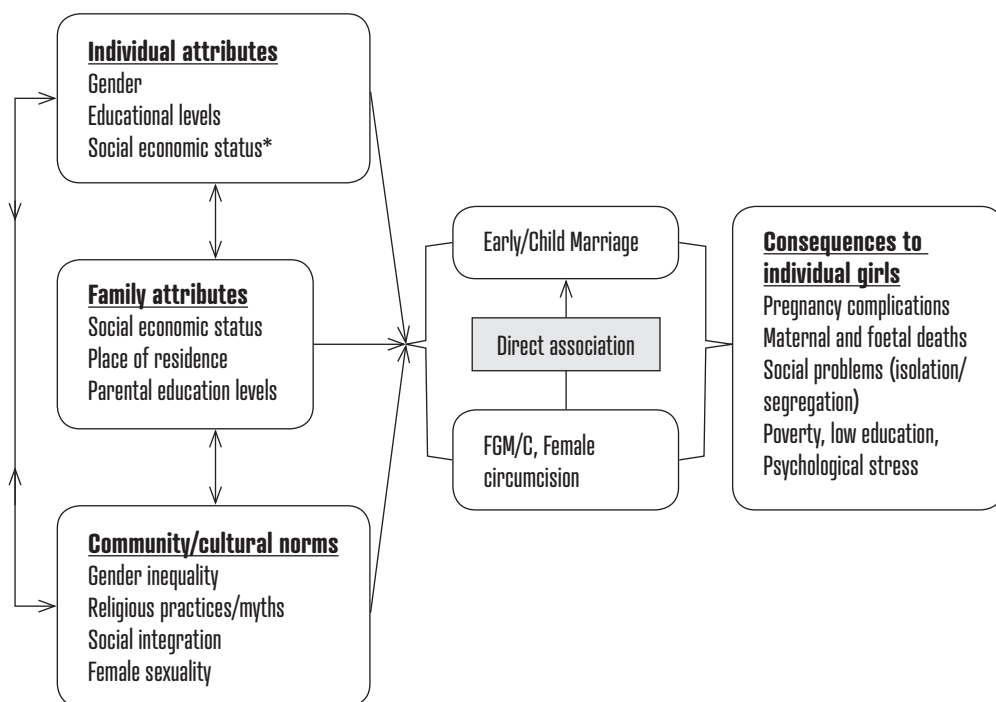 Individual attributes
Gender
Educational levels
Social economic status*
Family attributes
Social economic status
Place of residence
Parental education levels
Community/cultural norms
Gender inequality
Religious practices/myths
Social integration
Female sexuality
Early/Child Marriage
Direct association
FGM/C, Female
circumcision
Consequences to
individual girls
Pregnancy complications
Maternal and foetal deaths
Social problems (isolation/
segregation)
Poverty, low education,
Psychological stress